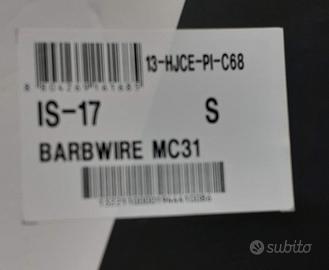 13-HJCE-PI-C68
IS-17 S
BARBWIRE MC31
subito